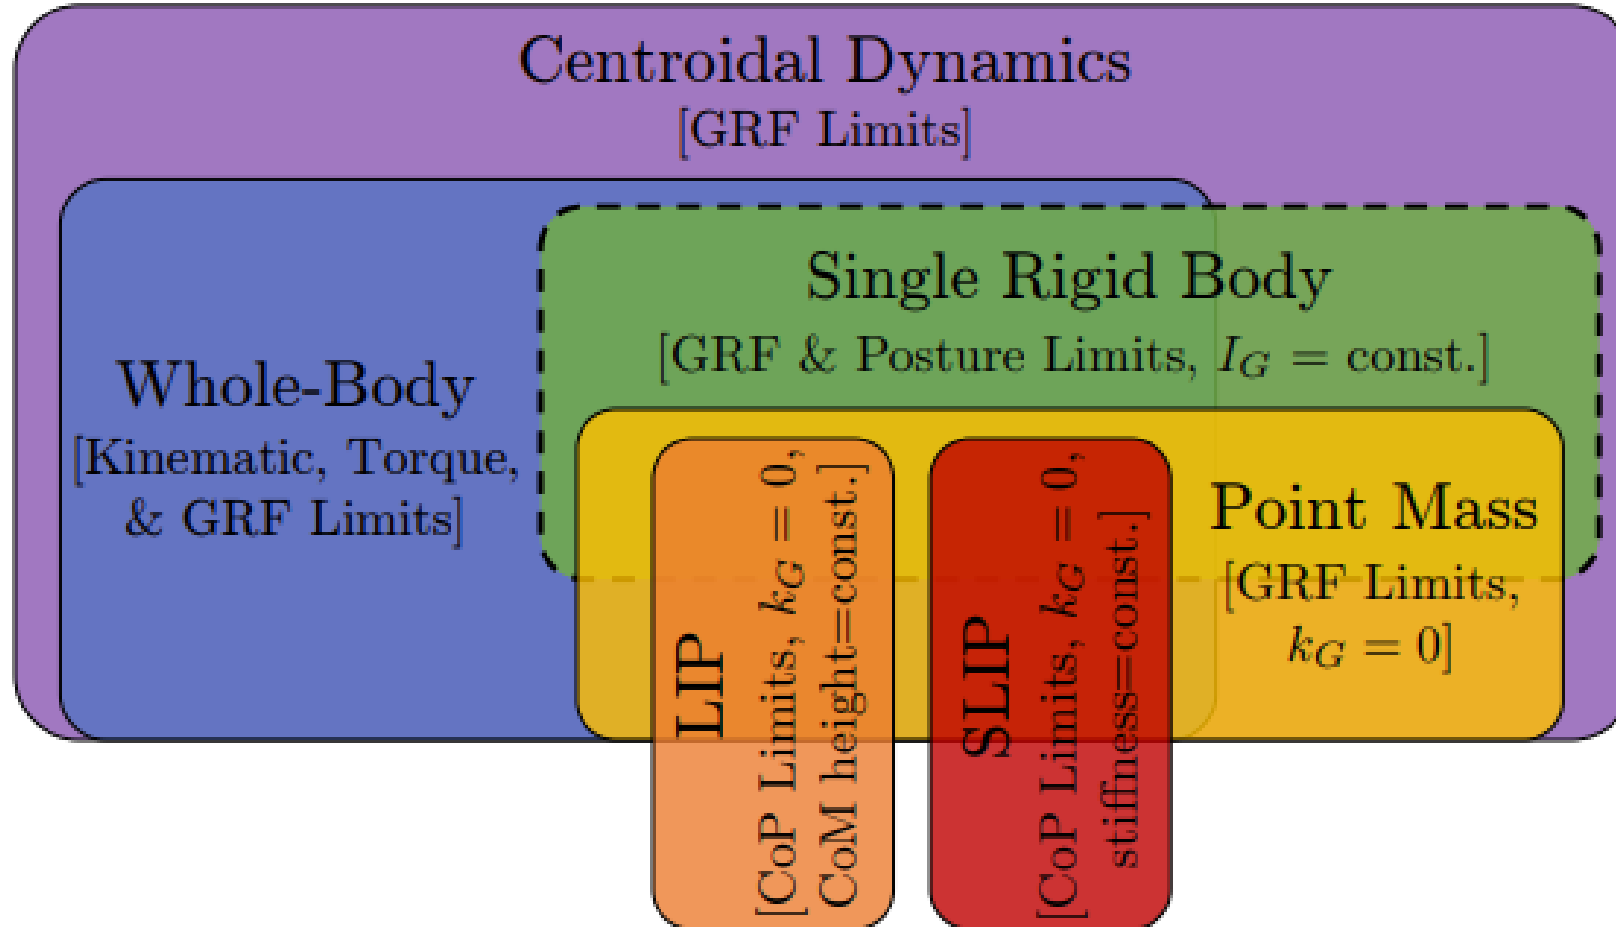 Centroidal Dynamics
[GRF Limits]
Single Rigid Body
[GRF & Posture Limits, I_G = const.]
Whole-Body
[Kinematic, Torque,
& GRF Limits]
Point Mass
[GRF Limits,
k_G = 0]
LIP
[CoP Limits, k_G = 0,
CoM height=const.]
SLIP
[CoP Limits, k_G = 0,
stiffness=const.]